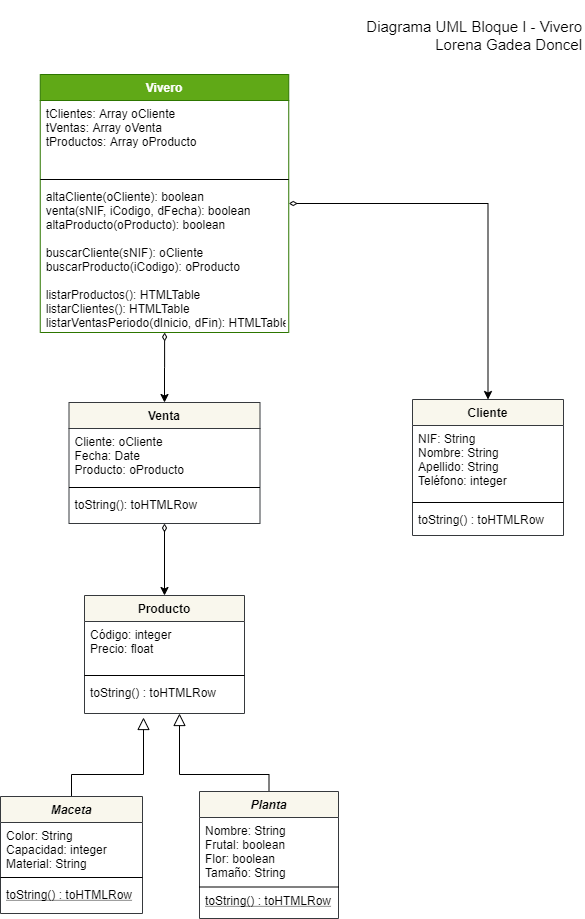 Diagrama UML Bloque I - Vivero
Lorena Gadea Doncel
Vivero
tClientes: Array oCliente
tVentas: Array oVenta
tProductos: Array oProducto
altaCliente(oCliente): boolean
venta(sNIF, iCodigo, dFecha): boolean
altaProducto(oProducto): boolean
buscarCliente(sNIF): oCliente
buscarProducto(iCodigo): oProducto
listarProductos(): HTMLTable
listarClientes(): HTMLTable
listarVentasPeriodo(dInicio, dFin): HTMLTable
Venta
Cliente: oCliente
Fecha: Date
Producto: oProducto
toString(): toHTMLRow
Cliente
NIF: String
Nombre: String
Apellido: String
Teléfono: integer
toString() : toHTMLRow
Producto
Código: integer
Precio: float
toString() : toHTMLRow
Maceta
Color: String
Capacidad: integer
Material: String
toString() : toHTMLRow
Planta
Nombre: String
Frutal: boolean
Flor: boolean
Tamaño: String
toString() : toHTMLRow